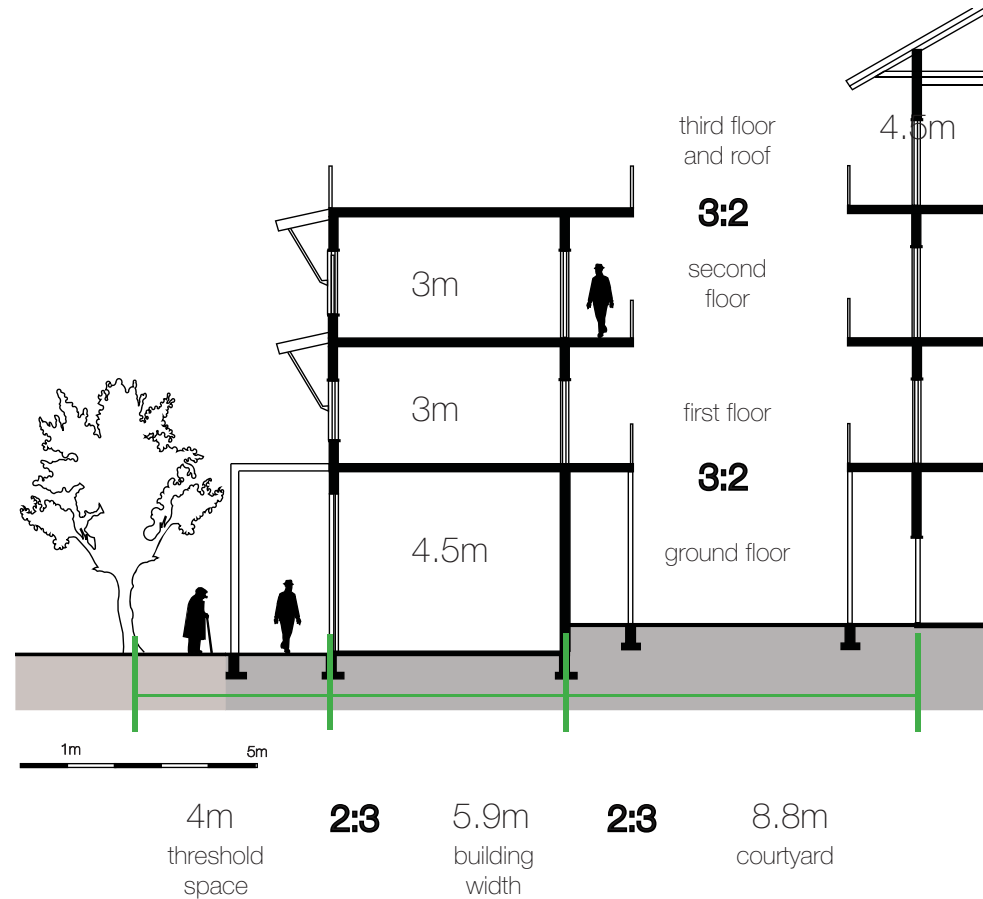 third floor
and roof
4.5m
3:2
3m
second
floor
3m
first floor
3:2
4.5m
ground floor
1m
5m
4m
2:3
5.9m
2:3
8.8m
threshold
space
building
width
courtyard